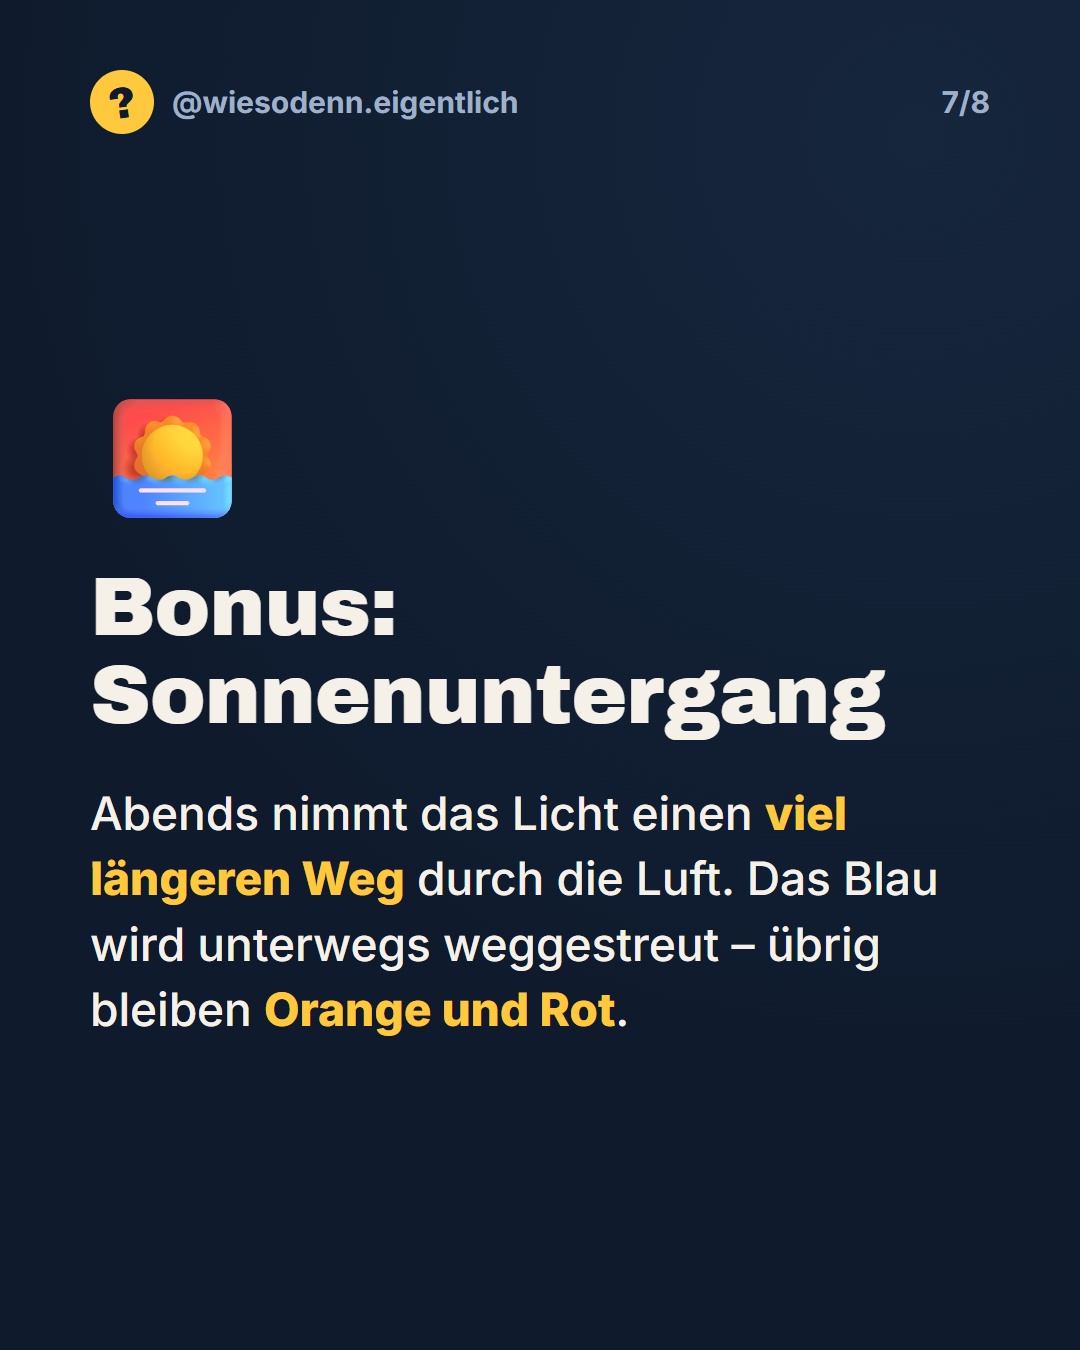 ?
@wiesodenn.eigentlich
7/8
Bonus:
Sonnenuntergang
Abends nimmt das Licht einen viel
längeren Weg durch die Luft. Das Blau
wird unterwegs weggestreut – übrig
bleiben Orange und Rot.